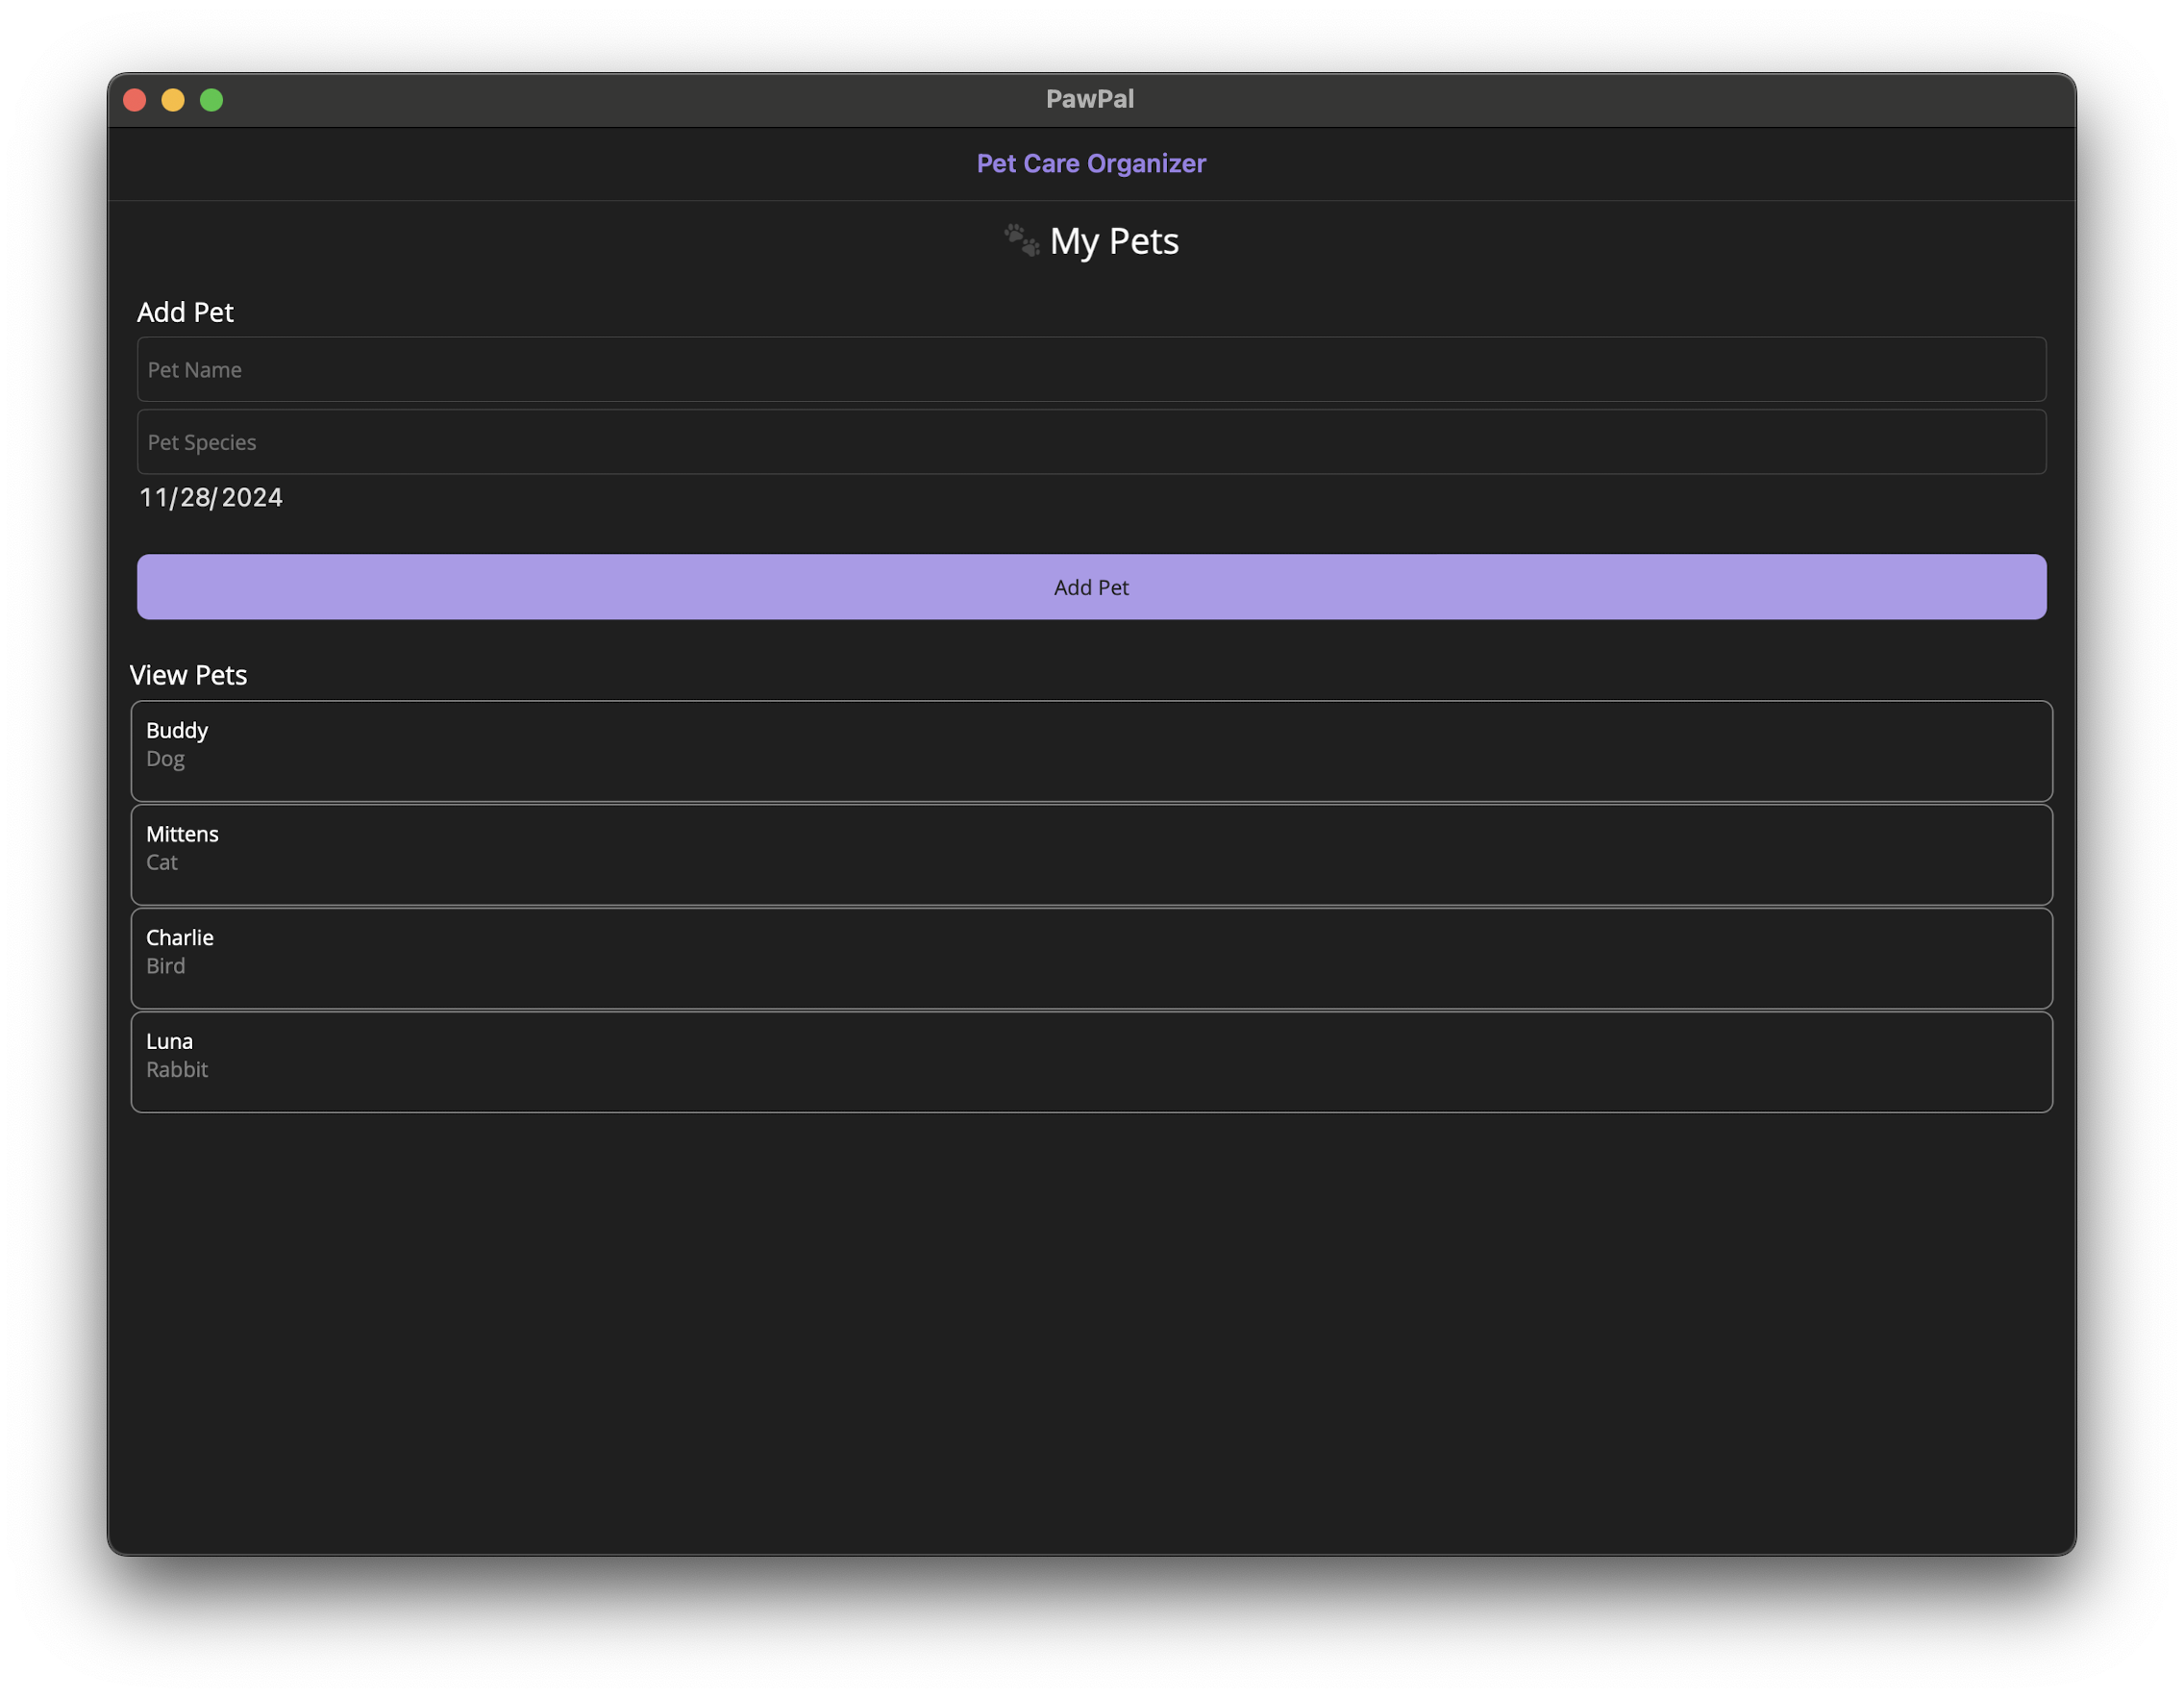 PawPal
Pet Care Organizer
My Pets
Add Pet
Pet Name
Pet Species
11/28/2024
Add Pet
View Pets
Buddy
Dog
Mittens
Cat
Charlie
Bird
Luna
Rabbit